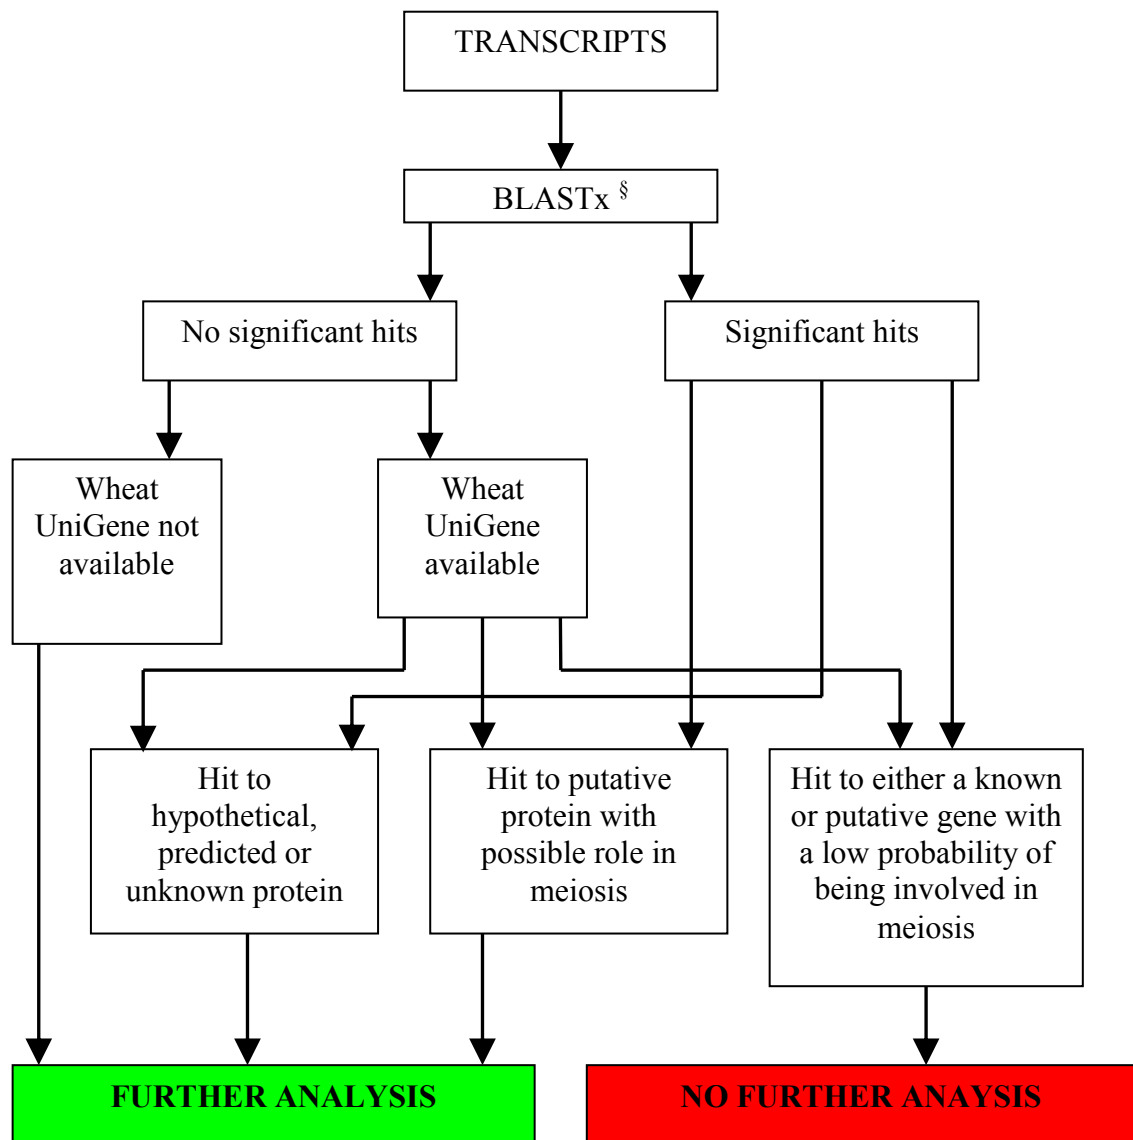 TRANSCRIPTS
BLASTx §
No significant hits
Significant hits
Wheat
UniGene not
available
Wheat
UniGene
available
Hit to
hypothetical,
predicted or
unknown protein
Hit to putative
protein with
possible role in
meiosis
Hit to either a known
or putative gene with
a low probability of
being involved in
meiosis
FURTHER ANALYSIS
NO FURTHER ANAYSIS